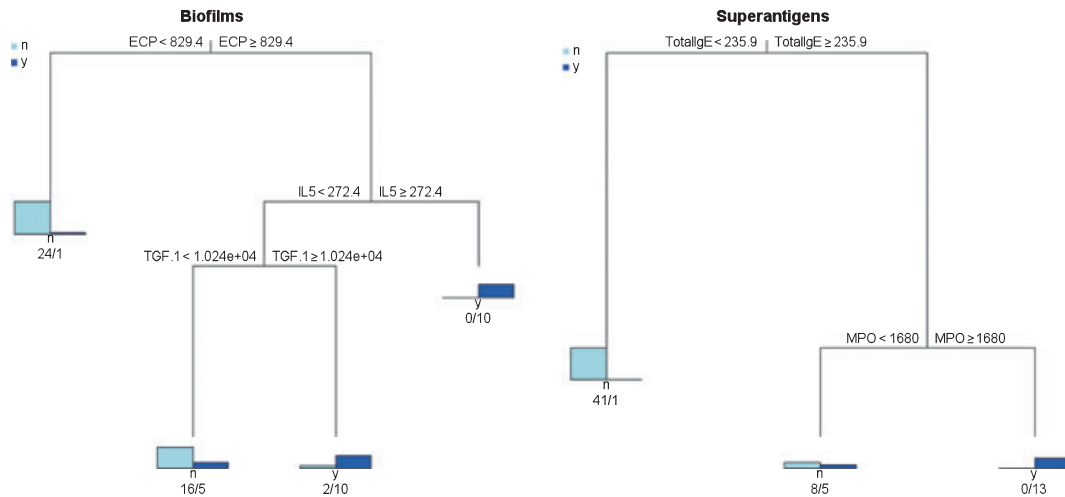 Biofilms
n
y
ECP < 829.4 ECP ≥ 829.4
IL5 < 272.4 IL5 ≥ 272.4
n
24/1
TGF.1 < 1.024e+04 TGF.1 ≥ 1.024e+04
y
0/10
n
16/5
y
2/10
Superantigens
n
y
TotalIgE < 235.9 TotalIgE ≥ 235.9
MPO < 1680 MPO ≥ 1680
n
41/1
n
8/5
y
0/13